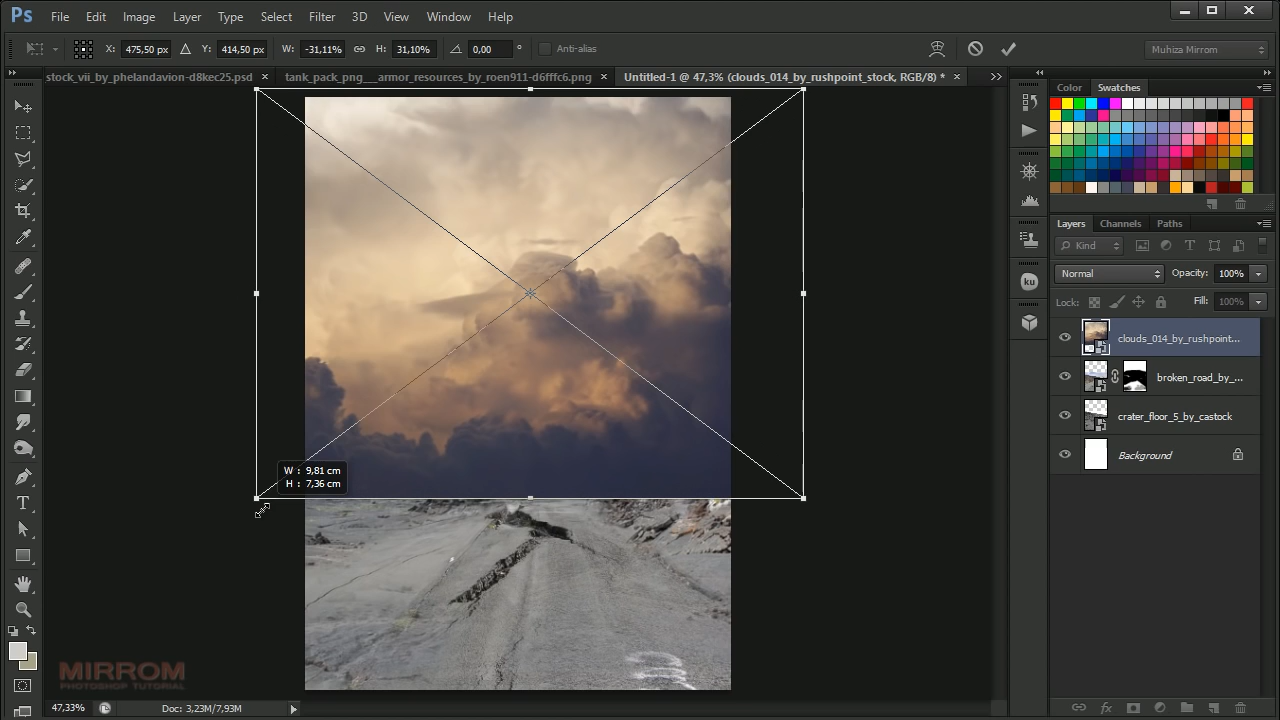 Ps File Edit Image Layer Type Select Filter 3D View Window Help
X: 475,50 px Y: 414,50 px W: -31,11% H: 31,10% 0,00 ° Anti-alias Muhiza Mirrom
stock_vii_by_phelandavion-d8kec25.psd × tank_pack_png__armor_resources_by_roen911-d6fffc6.png × Untitled-1 @ 47,3% (clouds_014_by_rushpoint_stock, RGB/8) * ×
Color Swatches
Layers Channels Paths
Kind
Normal Opacity: 100%
Lock: Fill: 100%
clouds_014_by_rushpoint...
broken_road_by_...
crater_floor_5_by_castock
Background
ku
W : 9,81 cm
H : 7,36 cm
MIRROM
PHOTOSHOP TUTORIAL
47,33% Doc: 3,23M/7,93M
fx